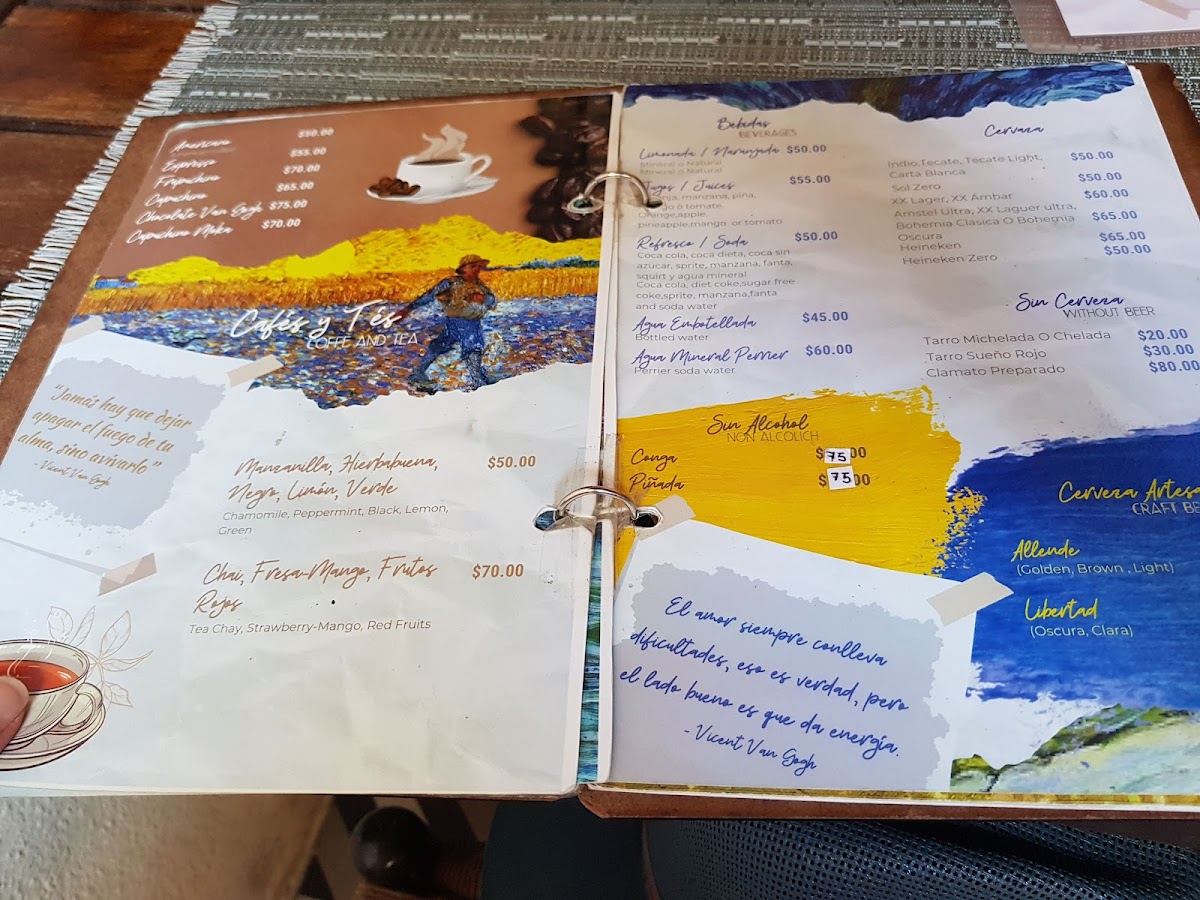 Americano $50.00
Espresso $55.00
Frapuchino $70.00
Capuchino $65.00
Chocolate Van Gogh $75.00
Capuchino Moka $70.00
Cafés y Tés
COFFE AND TEA
"Jamás hay que dejar
apagar el fuego de tu
alma, sino avivarlo"
- Vicent Van Gogh
Manzanilla, Hierbabuena, $50.00
Negro, Limón, Verde
Chamomile, Peppermint, Black, Lemon,
Green
Chai, Fresa-Mango, Frutos $70.00
Rojos
Tea Chay, Strawberry-Mango, Red Fruits
Bebidas
BEVERAGES
Limonada / Naranjada $50.00
Mineral o Natural
Mineral o Natural
Jugos / Juices $55.00
manzana, piña,
o tomate.
Orange,apple,
pineapple,mango. or tomato
Refresco / Soda $50.00
Coca cola, coca dieta, coca sin
azúcar, sprite, manzana, fanta,
squirt y agua mineral
Coca cola, diet coke,sugar free
coke,sprite, manzana,fanta
and soda water
Agua Embotellada $45.00
Bottled water
Agua Mineral Perrier $60.00
Perrier soda water
Cerveza
Indio,Tecate, Tecate Light, $50.00
Carta Blanca
Sol Zero $50.00
XX Lager, XX Ambar $60.00
Amstel Ultra, XX Laguer ultra, $65.00
Bohemia Clasica O Bohemia
Oscura
Heineken $65.00
Heineken Zero $50.00
Sin Cerveza
WITHOUT BEER
Tarro Michelada O Chelada $20.00
Tarro Sueño Rojo $30.00
Clamato Preparado $80.00
Sin Alcohol
NON ALCOLICH
Conga $75.00
Piñada $75.00
Cerveza
CRAFT
Allende
(Golden, Brown , Light)
Libertad
(Oscura, Clara)
El amor siempre conlleva
dificultades, eso es verdad, pero
el lado bueno es que da energía.
- Vicent Van Gogh